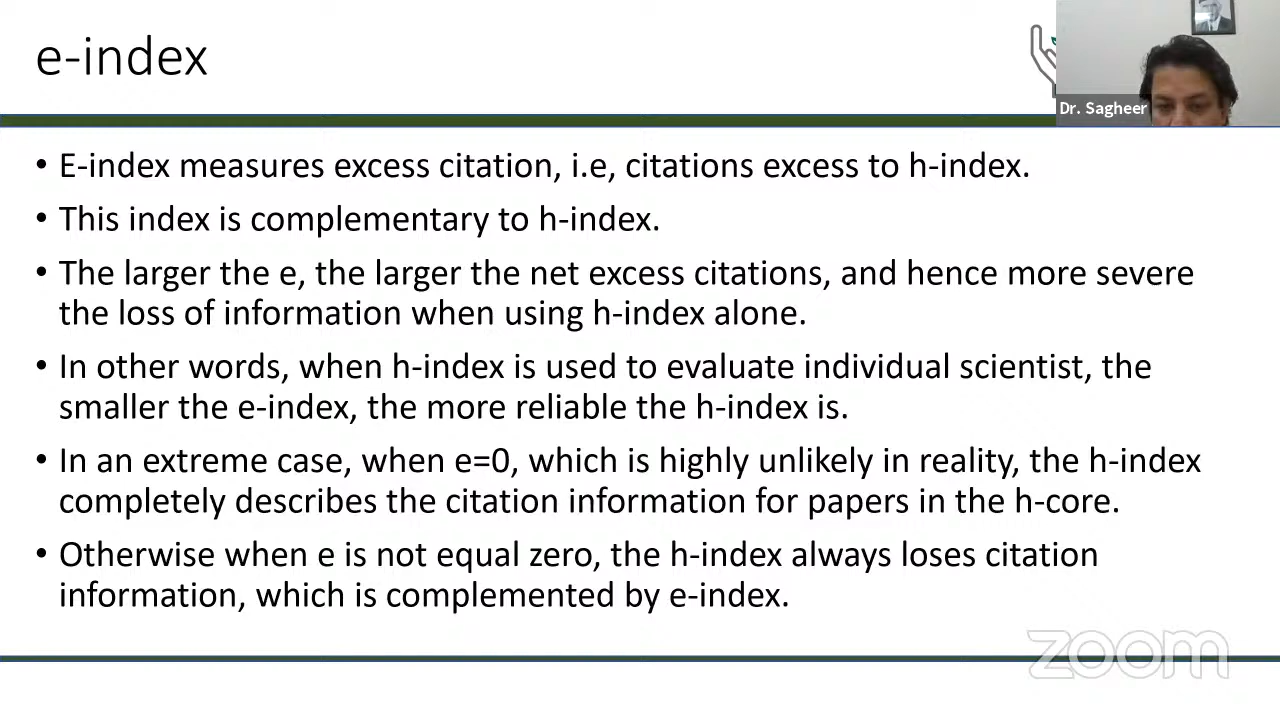 e-index
Dr. Sagheer
• E-index measures excess citation, i.e, citations excess to h-index.
• This index is complementary to h-index.
• The larger the e, the larger the net excess citations, and hence more severe
the loss of information when using h-index alone.
• In other words, when h-index is used to evaluate individual scientist, the
smaller the e-index, the more reliable the h-index is.
• In an extreme case, when e=0, which is highly unlikely in reality, the h-index
completely describes the citation information for papers in the h-core.
• Otherwise when e is not equal zero, the h-index always loses citation
information, which is complemented by e-index.
zoom